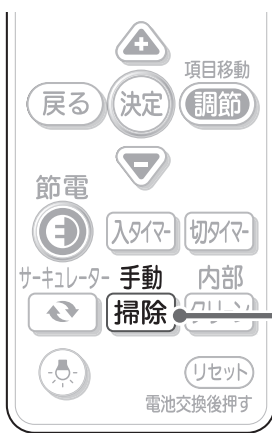 項目移動
戻る 決定 調節
節電
入タイマー 切タイマー
サーキュレーター 手動 内部
掃除 クリーン
リセット
電池交換後押す